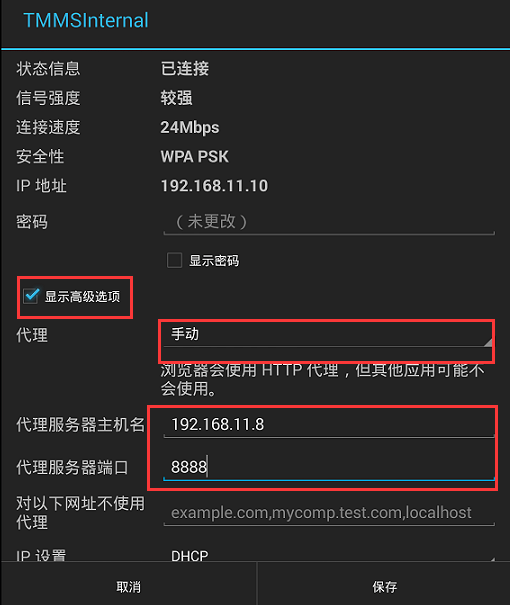 TMMSInternal
状态信息 已连接
信号强度 较强
连接速度 24Mbps
安全性 WPA PSK
IP 地址 192.168.11.10
密码 （未更改）
显示密码
显示高级选项
代理 手动
浏览器会使用 HTTP 代理，但其他应用可能不
会使用。
代理服务器主机名 192.168.11.8
代理服务器端口 8888
对以下网址不使用
代理 example.com,mycomp.test.com,localhost
IP 设置 DHCP
取消 保存